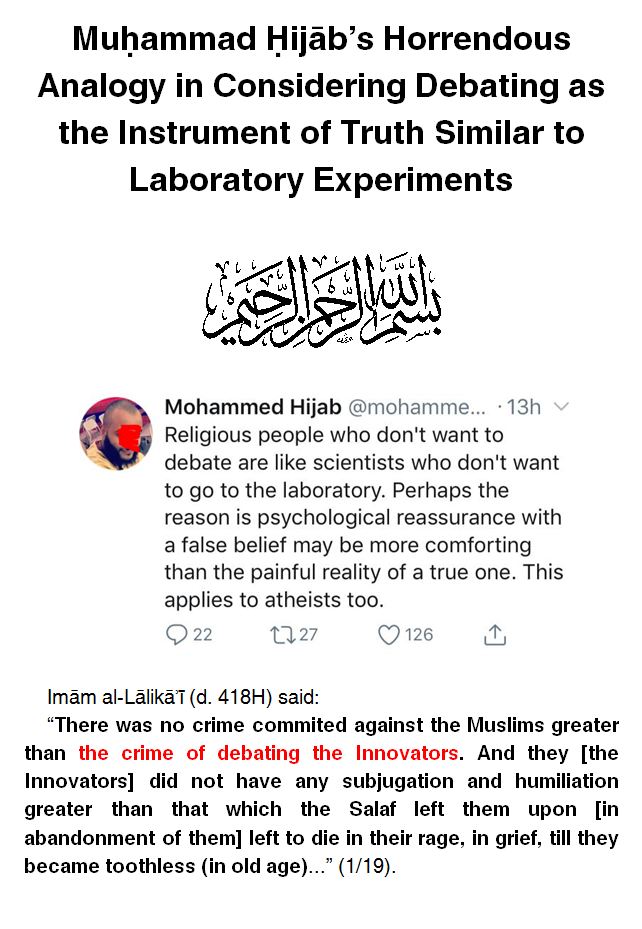 Muḥammad Ḥijāb’s Horrendous
Analogy in Considering Debating as
the Instrument of Truth Similar to
Laboratory Experiments
بسم الله الرحمن الرحيم
Mohammed Hijab @mohamme... · 13h
Religious people who don't want to
debate are like scientists who don't want
to go to the laboratory. Perhaps the
reason is psychological reassurance with
a false belief may be more comforting
than the painful reality of a true one. This
applies to atheists too.
22 27 126
Imām al-Lālikā’ī (d. 418H) said:
“There was no crime commited against the Muslims greater
than the crime of debating the Innovators. And they [the
Innovators] did not have any subjugation and humiliation
greater than that which the Salaf left them upon [in
abandonment of them] left to die in their rage, in grief, till they
became toothless (in old age)...” (1/19).